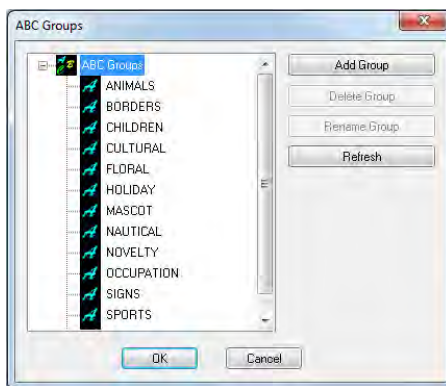 ABC Groups
ABC Groups
ANIMALS
BORDERS
CHILDREN
CULTURAL
FLORAL
HOLIDAY
MASCOT
NAUTICAL
NOVELTY
OCCUPATION
SIGNS
SPORTS
Add Group
Delete Group
Rename Group
Refresh
OK
Cancel